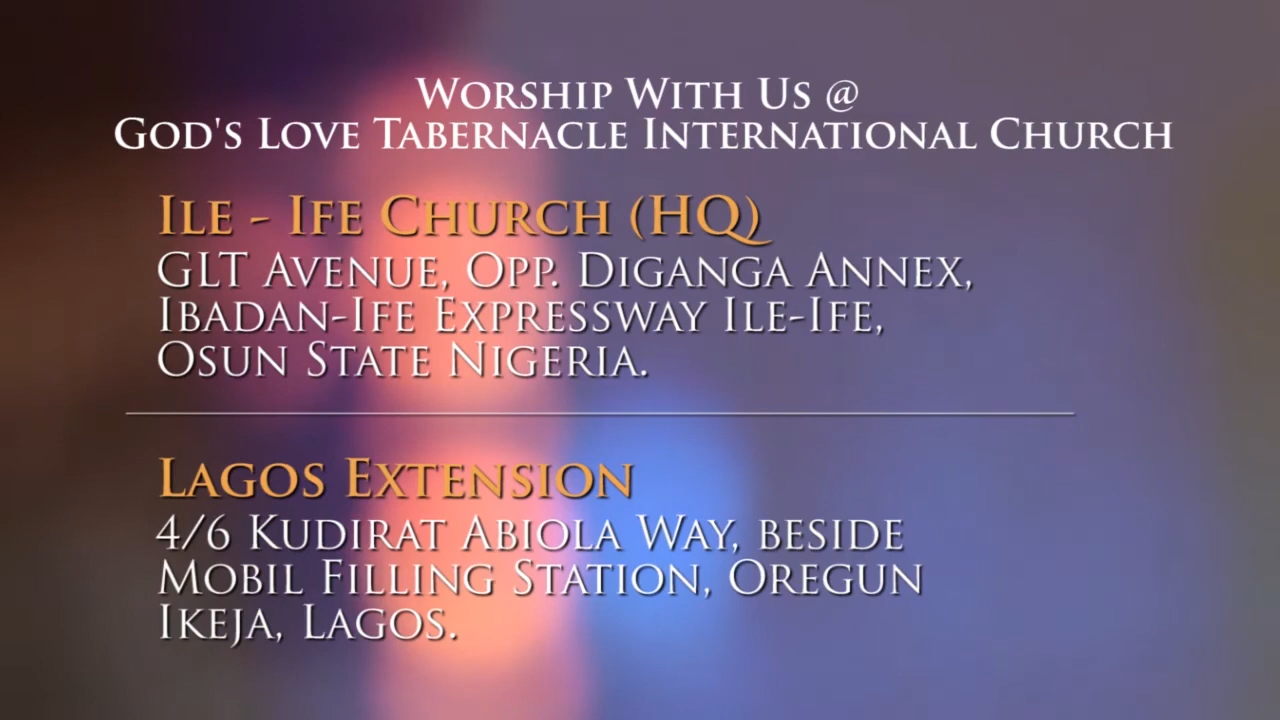 Worship With Us @
God's Love Tabernacle International Church
Ile - Ife Church (HQ)
GLT Avenue, Opp. Diganga Annex,
Ibadan-Ife Expressway Ile-Ife,
Osun State Nigeria.
Lagos Extension
4/6 Kudirat Abiola Way, beside
Mobil Filling Station, Oregun
Ikeja, Lagos.